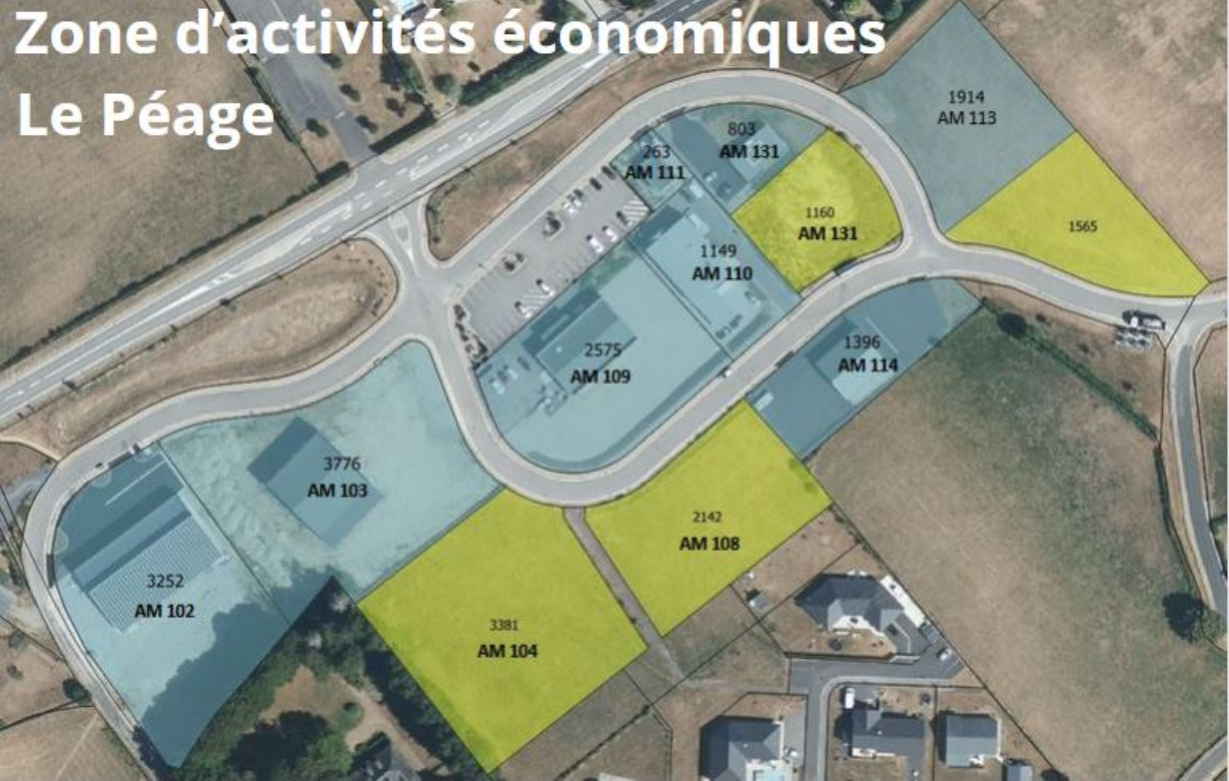 Zone d'activités économiques
Le Péage
1914
AM 113
803
AM 131
263
AM 111
1160
AM 131
1565
1149
AM 110
2575
AM 109
1396
AM 114
3776
AM 103
2142
AM 108
3252
AM 102
3381
AM 104